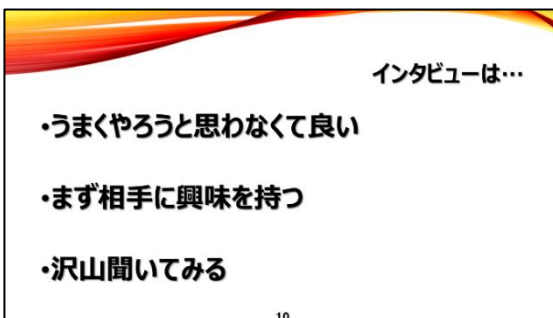 インタビューは…
・うまくやろうと思わなくて良い
・まず相手に興味を持つ
・沢山聞いてみる
10